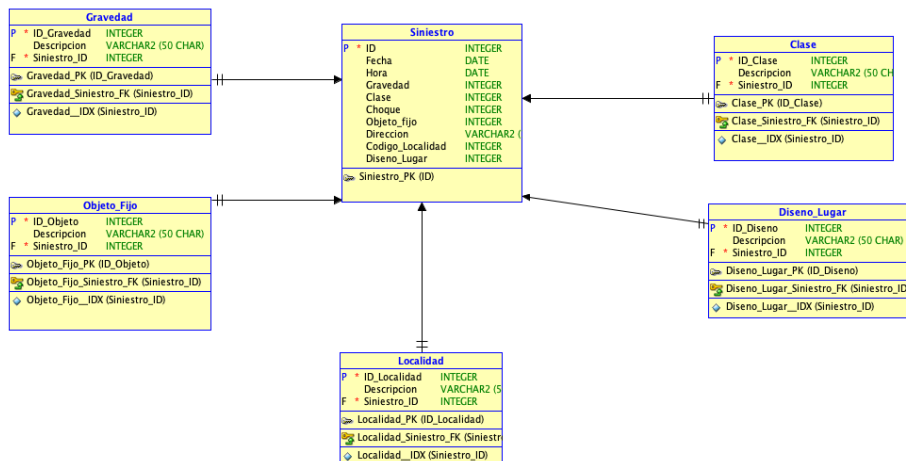 Gravedad
P * ID_Gravedad INTEGER
Descripcion VARCHAR2 (50 CHAR)
F * Siniestro_ID INTEGER
Gravedad_PK (ID_Gravedad)
Gravedad_Siniestro_FK (Siniestro_ID)
Gravedad__IDX (Siniestro_ID)
Siniestro
P * ID INTEGER
Fecha DATE
Hora DATE
Gravedad INTEGER
Clase INTEGER
Choque INTEGER
Objeto_fijo INTEGER
Direccion VARCHAR2 (
Codigo_Localidad INTEGER
Diseno_Lugar INTEGER
Siniestro_PK (ID)
Clase
P * ID_Clase INTEGER
Descripcion VARCHAR2 (50 CH
F * Siniestro_ID INTEGER
Clase_PK (ID_Clase)
Clase_Siniestro_FK (Siniestro_ID)
Clase__IDX (Siniestro_ID)
Objeto_Fijo
P * ID_Objeto INTEGER
Descripcion VARCHAR2 (50 CHAR)
F * Siniestro_ID INTEGER
Objeto_Fijo_PK (ID_Objeto)
Objeto_Fijo_Siniestro_FK (Siniestro_ID)
Objeto_Fijo__IDX (Siniestro_ID)
Diseno_Lugar
P * ID_Diseno INTEGER
Descripcion VARCHAR2 (50 CHAR)
F * Siniestro_ID INTEGER
Diseno_Lugar_PK (ID_Diseno)
Diseno_Lugar_Siniestro_FK (Siniestro_ID
Diseno_Lugar__IDX (Siniestro_ID)
Localidad
P * ID_Localidad INTEGER
Descripcion VARCHAR2 (5
F * Siniestro_ID INTEGER
Localidad_PK (ID_Localidad)
Localidad_Siniestro_FK (Siniestr
Localidad__IDX (Siniestro_ID)